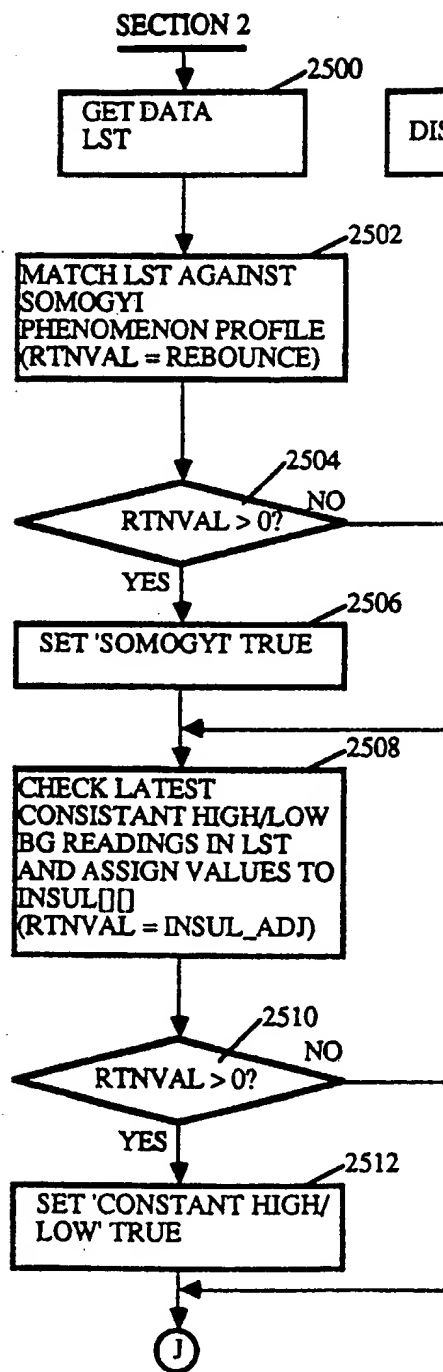 SECTION 2
2500
GET DATA
LST
DIS
2502
MATCH LST AGAINST
SOMOGYI
PHENOMENON PROFILE
(RTNVAL = REBOUNCE)
2504
NO
RTNVAL > 0?
YES
2506
SET 'SOMOGYI' TRUE
2508
CHECK LATEST
CONSISTANT HIGH/LOW
BG READINGS IN LST
AND ASSIGN VALUES TO
INSUL[][]
(RTNVAL = INSUL_ADJ)
2510
NO
RTNVAL > 0?
YES
2512
SET 'CONSTANT HIGH/
LOW' TRUE
J